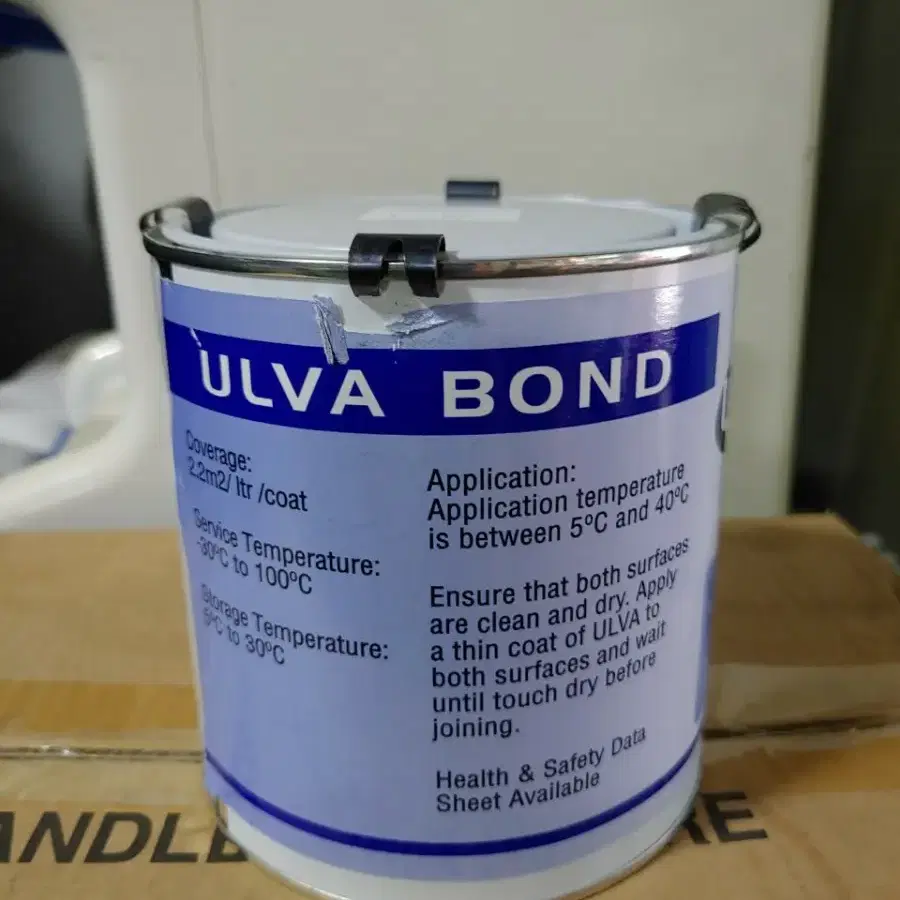 ULVA BOND
Coverage:
2.2m2/ ltr /coat
Service Temperature:
-30ºC to 100ºC
Storage Temperature:
5ºC to 30ºC
Application:
Application temperature
is between 5ºC and 40ºC
Ensure that both surfaces
are clean and dry. Apply
a thin coat of ULVA to
both surfaces and wait
until touch dry before
joining.
Health & Safety Data
Sheet Available